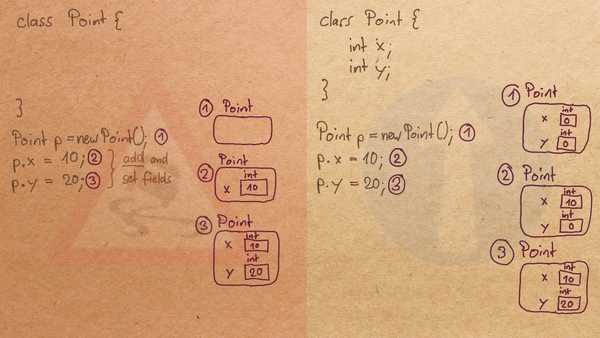 class Point {
}
Point p = new Point(); ①
p.x = 10; ②
p.y = 20; ③
add and
set fields
① Point
② Point
int
x 10
③ Point
int
x 10
int
y 20
class Point {
int x;
int y;
}
Point p = new Point(); ①
p.x = 10; ②
p.y = 20; ③
① Point
int
x 0
int
y 0
② Point
int
x 10
int
y 0
③ Point
int
x 10
int
y 20